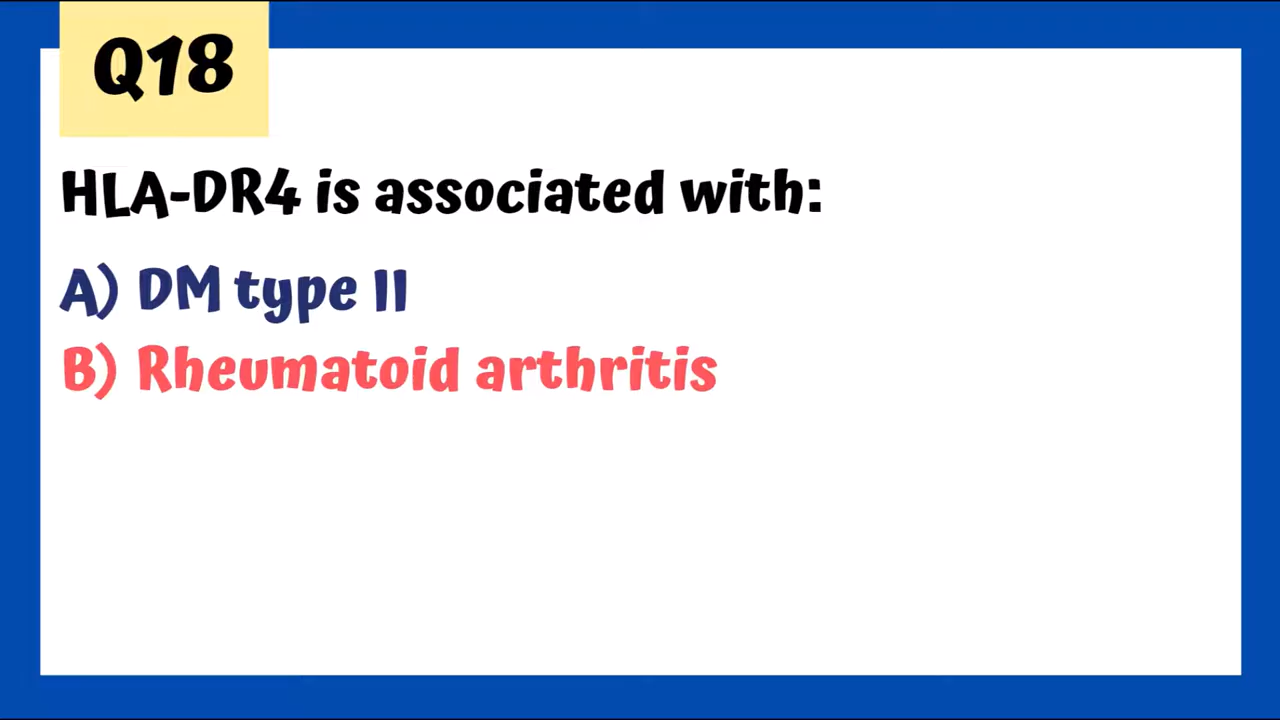 Q18
HLA-DR4 is associated with:
A) DM type II
B) Rheumatoid arthritis